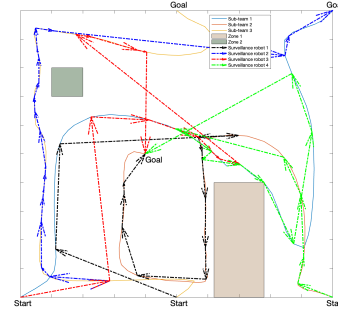 Goal
Goal
Sub-team 1
Sub-team 2
Sub-team 3
Zone 1
Zone 2
Surveillance robot 1
Surveillance robot 2
Surveillance robot 3
Surveillance robot 4
Goal
Start
Start
Start